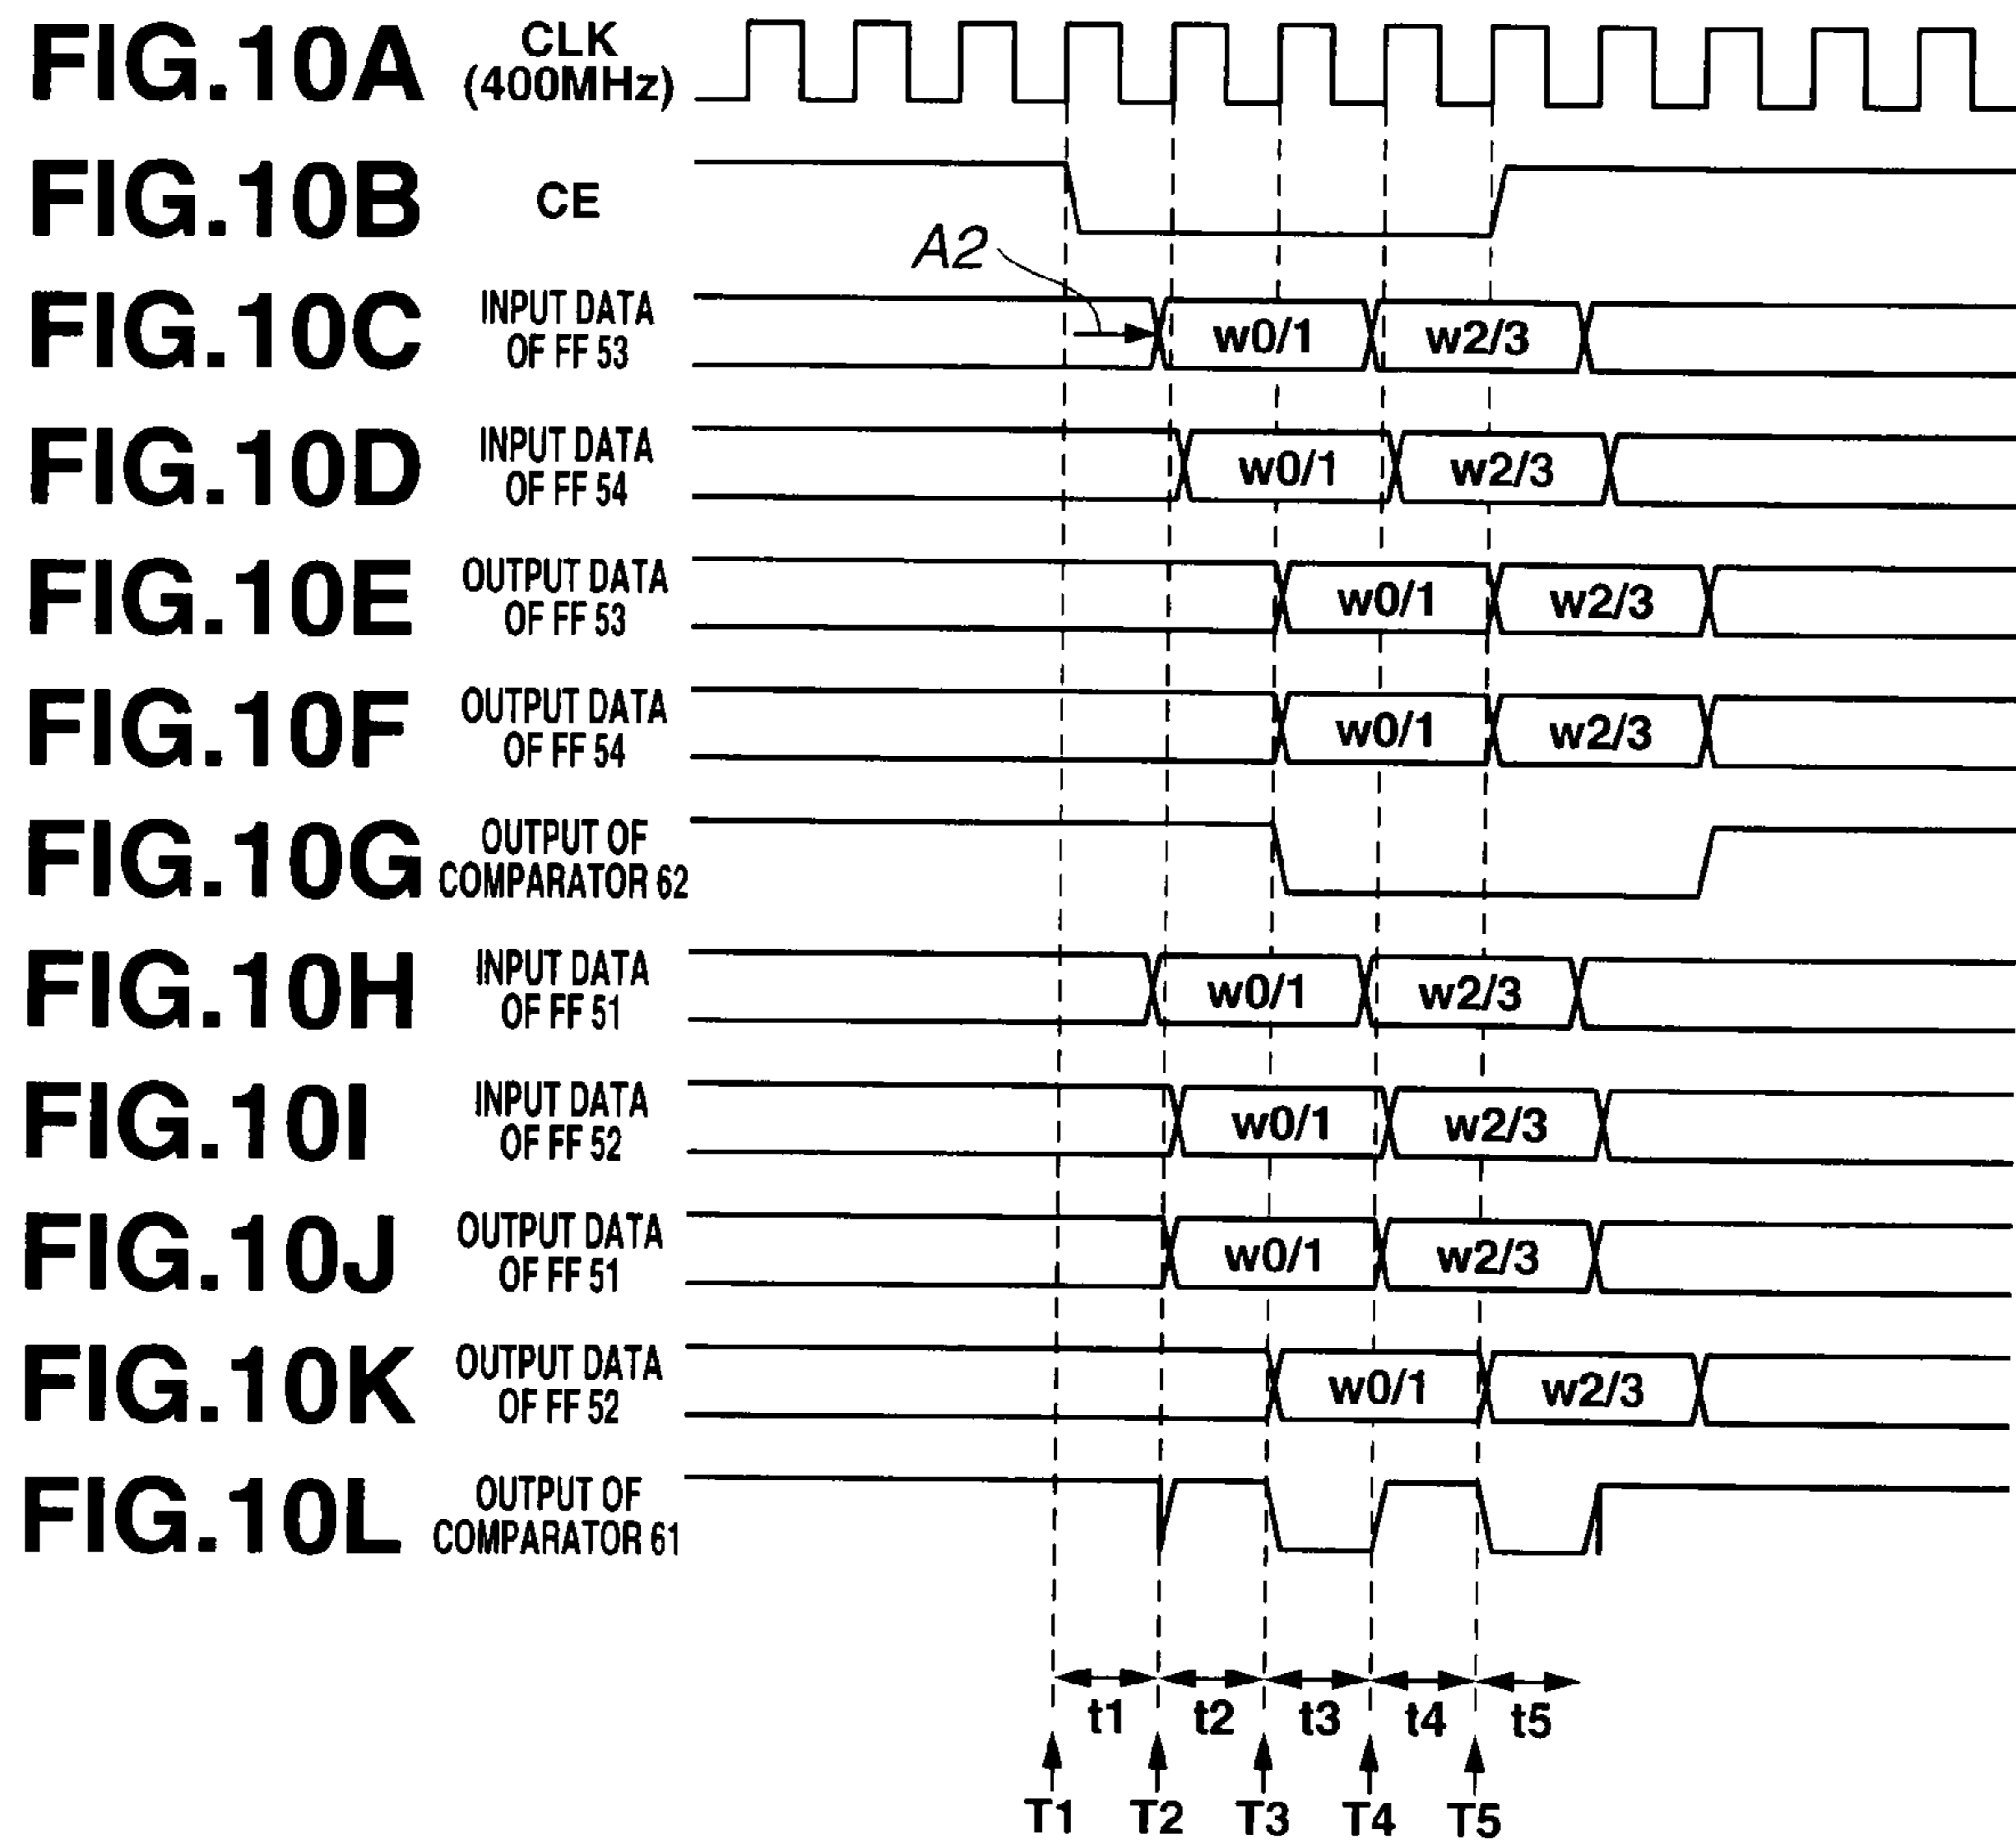 FIG.10A CLK
(400MHz)
FIG.10B CE
A2
FIG.10C INPUT DATA
OF FF 53
w0/1 w2/3
FIG.10D INPUT DATA
OF FF 54
w0/1 w2/3
FIG.10E OUTPUT DATA
OF FF 53
w0/1 w2/3
FIG.10F OUTPUT DATA
OF FF 54
w0/1 w2/3
FIG.10G OUTPUT OF
COMPARATOR 62
FIG.10H INPUT DATA
OF FF 51
w0/1 w2/3
FIG.10I INPUT DATA
OF FF 52
w0/1 w2/3
FIG.10J OUTPUT DATA
OF FF 51
w0/1 w2/3
FIG.10K OUTPUT DATA
OF FF 52
w0/1 w2/3
FIG.10L OUTPUT OF
COMPARATOR 61
t1 t2 t3 t4 t5
T1 T2 T3 T4 T5